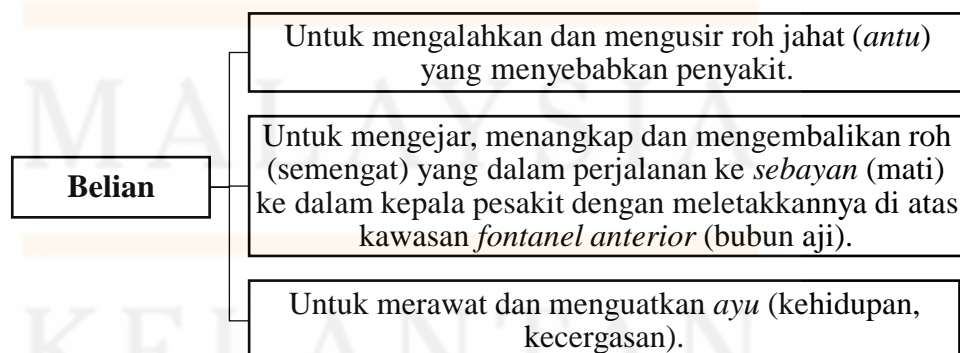 Untuk mengalahkan dan mengusir roh jahat (antu)
yang menyebabkan penyakit.
Belian
Untuk mengejar, menangkap dan mengembalikan roh
(semengat) yang dalam perjalanan ke sebayan (mati)
ke dalam kepala pesakit dengan meletakkannya di atas
kawasan fontanel anterior (bubun aji).
Untuk merawat dan menguatkan ayu (kehidupan,
kecergasan).
MALAYSIA
KELANTAN